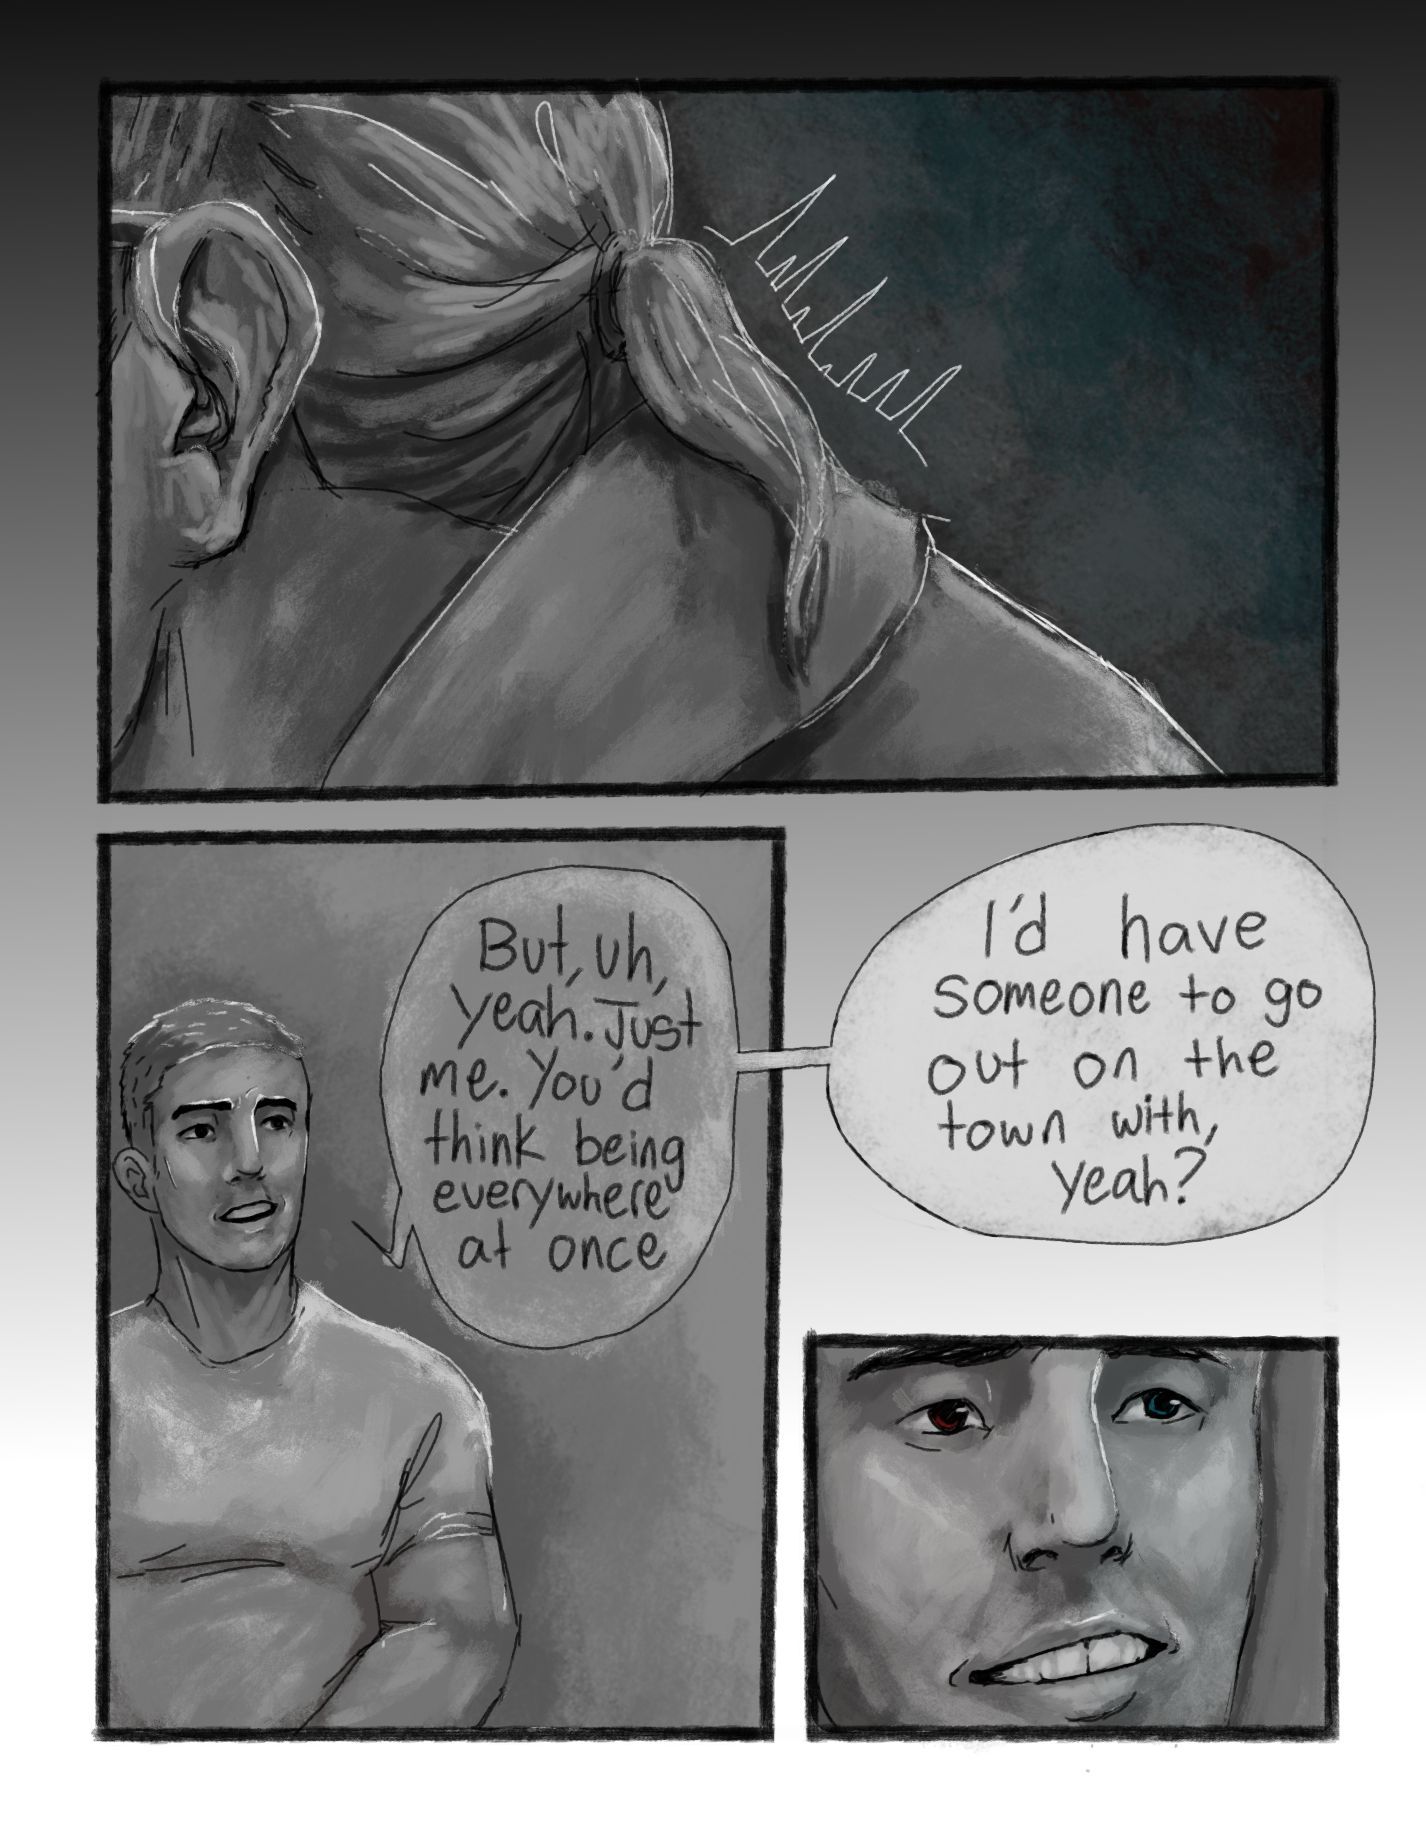 But, uh,
yeah. Just
me. You'd
think being
everywhere
at once
I'd have
someone to go
out on the
town with,
yeah?